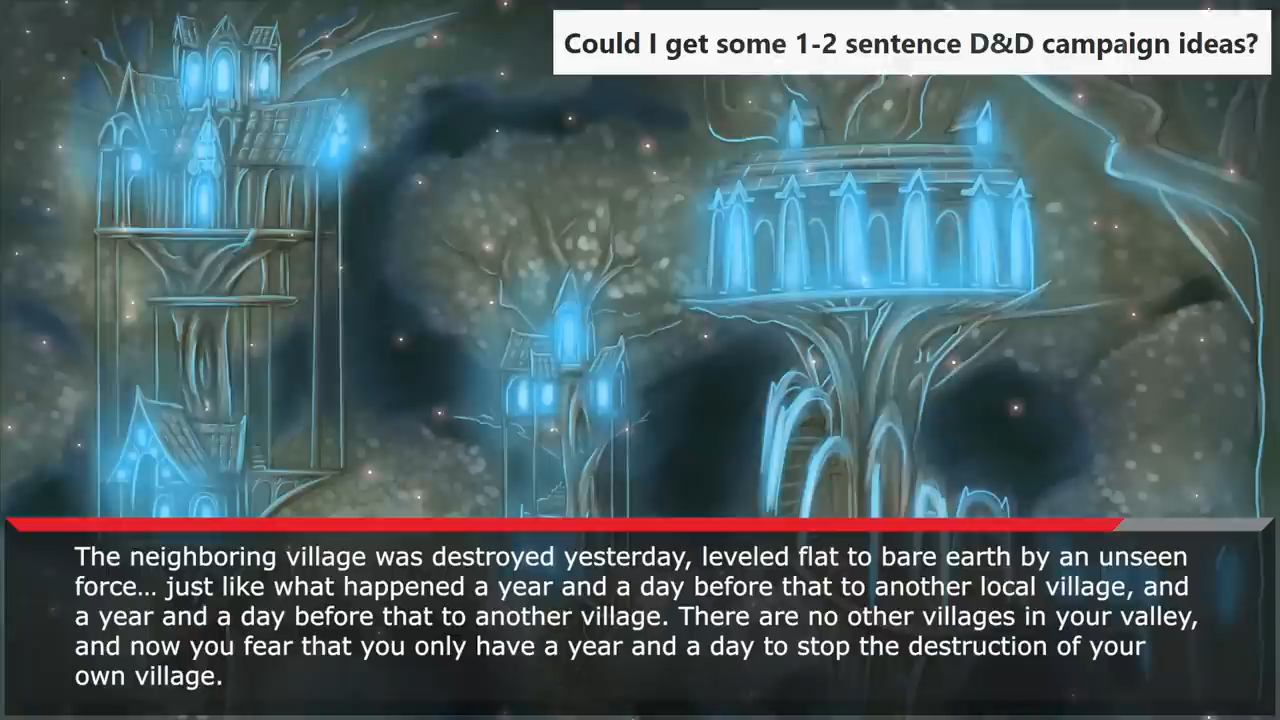 Could I get some 1-2 sentence D&D campaign ideas?
The neighboring village was destroyed yesterday, leveled flat to bare earth by an unseen
force... just like what happened a year and a day before that to another local village, and
a year and a day before that to another village. There are no other villages in your valley,
and now you fear that you only have a year and a day to stop the destruction of your
own village.